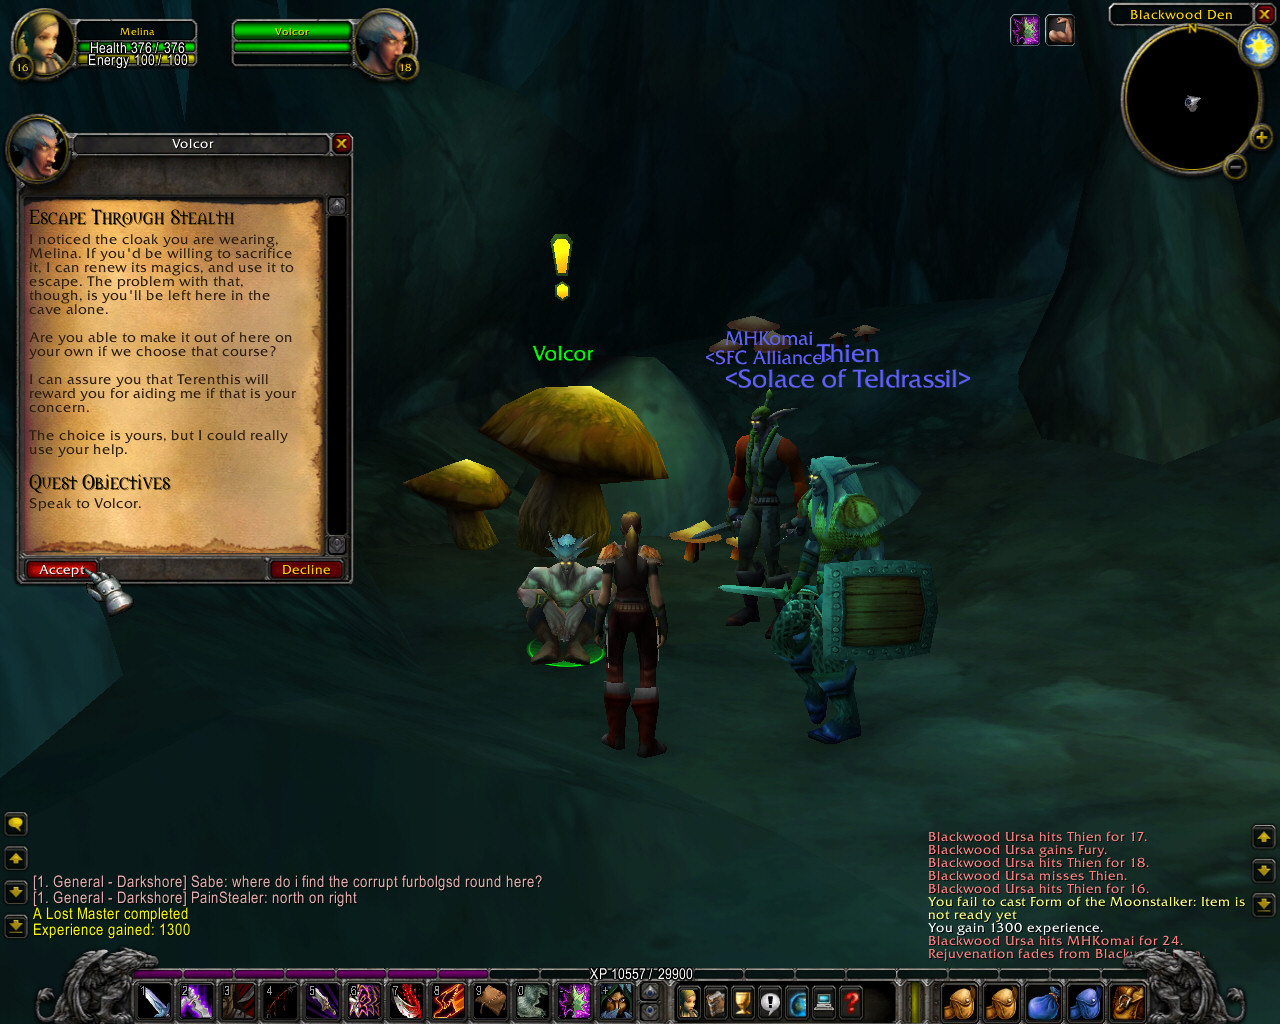 Melina
Health 376 / 376
Energy 100 / 100
16
Volcor
18
Blackwood Den
N
Volcor
Escape Through Stealth
I noticed the cloak you are wearing,
Melina. If you'd be willing to sacrifice
it, I can renew its magics, and use it to
escape. The problem with that,
though, is you'll be left here in the
cave alone.
Are you able to make it out of here on
your own if we choose that course?
I can assure you that Terenthis will
reward you for aiding me if that is your
concern.
The choice is yours, but I could really
use your help.
Quest Objectives
Speak to Volcor.
Accept
Decline
Volcor
MHKomai
<SFC Alliance>
Thien
<Solace of Teldrassil>
[1. General - Darkshore] Sabe: where do i find the corrupt furbolgsd round here?
[1. General - Darkshore] PainStealer: north on right
A Lost Master completed
Experience gained: 1300
Blackwood Ursa hits Thien for 17.
Blackwood Ursa gains Fury.
Blackwood Ursa hits Thien for 18.
Blackwood Ursa misses Thien.
Blackwood Ursa hits Thien for 16.
You fail to cast Form of the Moonstalker: Item is
not ready yet
You gain 1300 experience.
Blackwood Ursa hits MHKomai for 24.
Rejuvenation fades from
XP 10557 / 29900
1 2 3 4 5 6 7 8 9 0 - +